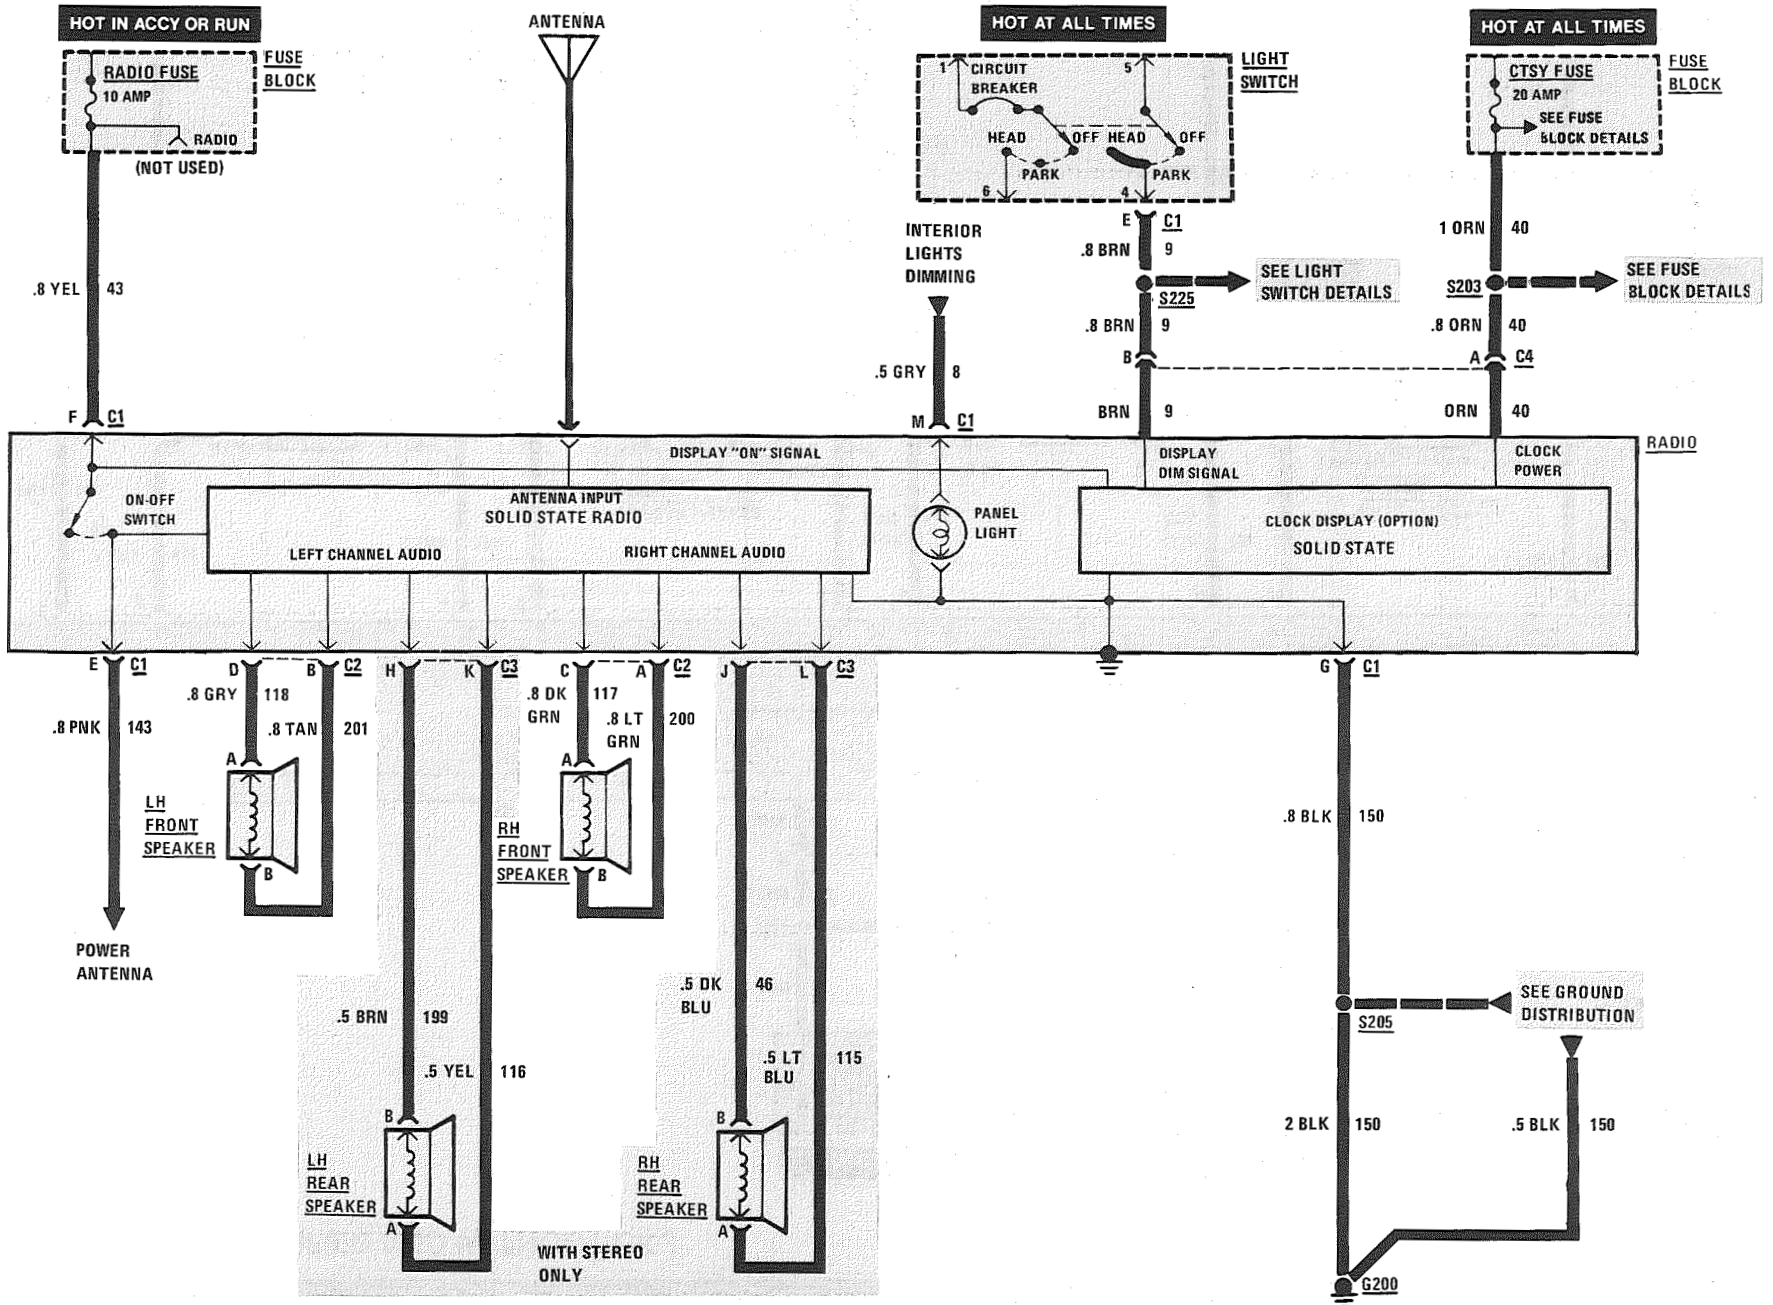 HOT IN ACCY OR RUN
ANTENNA
HOT AT ALL TIMES
HOT AT ALL TIMES
RADIO FUSE
10 AMP
RADIO
(NOT USED)
FUSE
BLOCK
1
CIRCUIT
BREAKER
5
HEAD
OFF
HEAD
OFF
PARK
PARK
6
4
LIGHT
SWITCH
CTSY FUSE
20 AMP
SEE FUSE
BLOCK DETAILS
FUSE
BLOCK
E C1
.8 BRN 9
S225
SEE LIGHT
SWITCH DETAILS
.8 BRN 9
B
BRN 9
1 ORN 40
S203
SEE FUSE
BLOCK DETAILS
.8 ORN 40
A C4
ORN 40
INTERIOR
LIGHTS
DIMMING
.5 GRY 8
M C1
.8 YEL 43
F C1
RADIO
DISPLAY "ON" SIGNAL
DISPLAY
DIM SIGNAL
CLOCK
POWER
ON-OFF
SWITCH
ANTENNA INPUT
SOLID STATE RADIO
LEFT CHANNEL AUDIO
RIGHT CHANNEL AUDIO
PANEL
LIGHT
CLOCK DISPLAY (OPTION)
SOLID STATE
E C1
D B C2
H K C3
C A C2
J L C3
G C1
.8 PNK 143
POWER
ANTENNA
.8 GRY 118
.8 TAN 201
A
LH
FRONT
SPEAKER
B
.8 DK
GRN
117
.8 LT
GRN
200
A
RH
FRONT
SPEAKER
B
.5 BRN 199
.5 YEL 116
B
LH
REAR
SPEAKER
A
.5 DK
BLU
46
.5 LT
BLU
115
B
RH
REAR
SPEAKER
A
WITH STEREO
ONLY
.8 BLK 150
S205
SEE GROUND
DISTRIBUTION
2 BLK 150
.5 BLK 150
G200